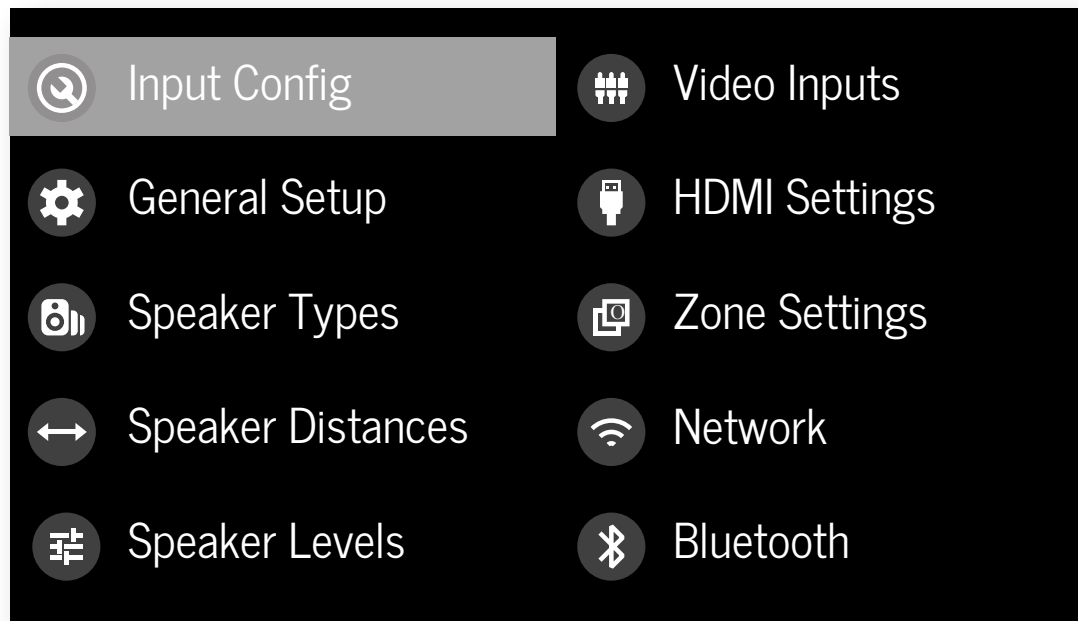 Input Config
General Setup
Speaker Types
Speaker Distances
Speaker Levels
Video Inputs
HDMI Settings
O
Zone Settings
Network
Bluetooth